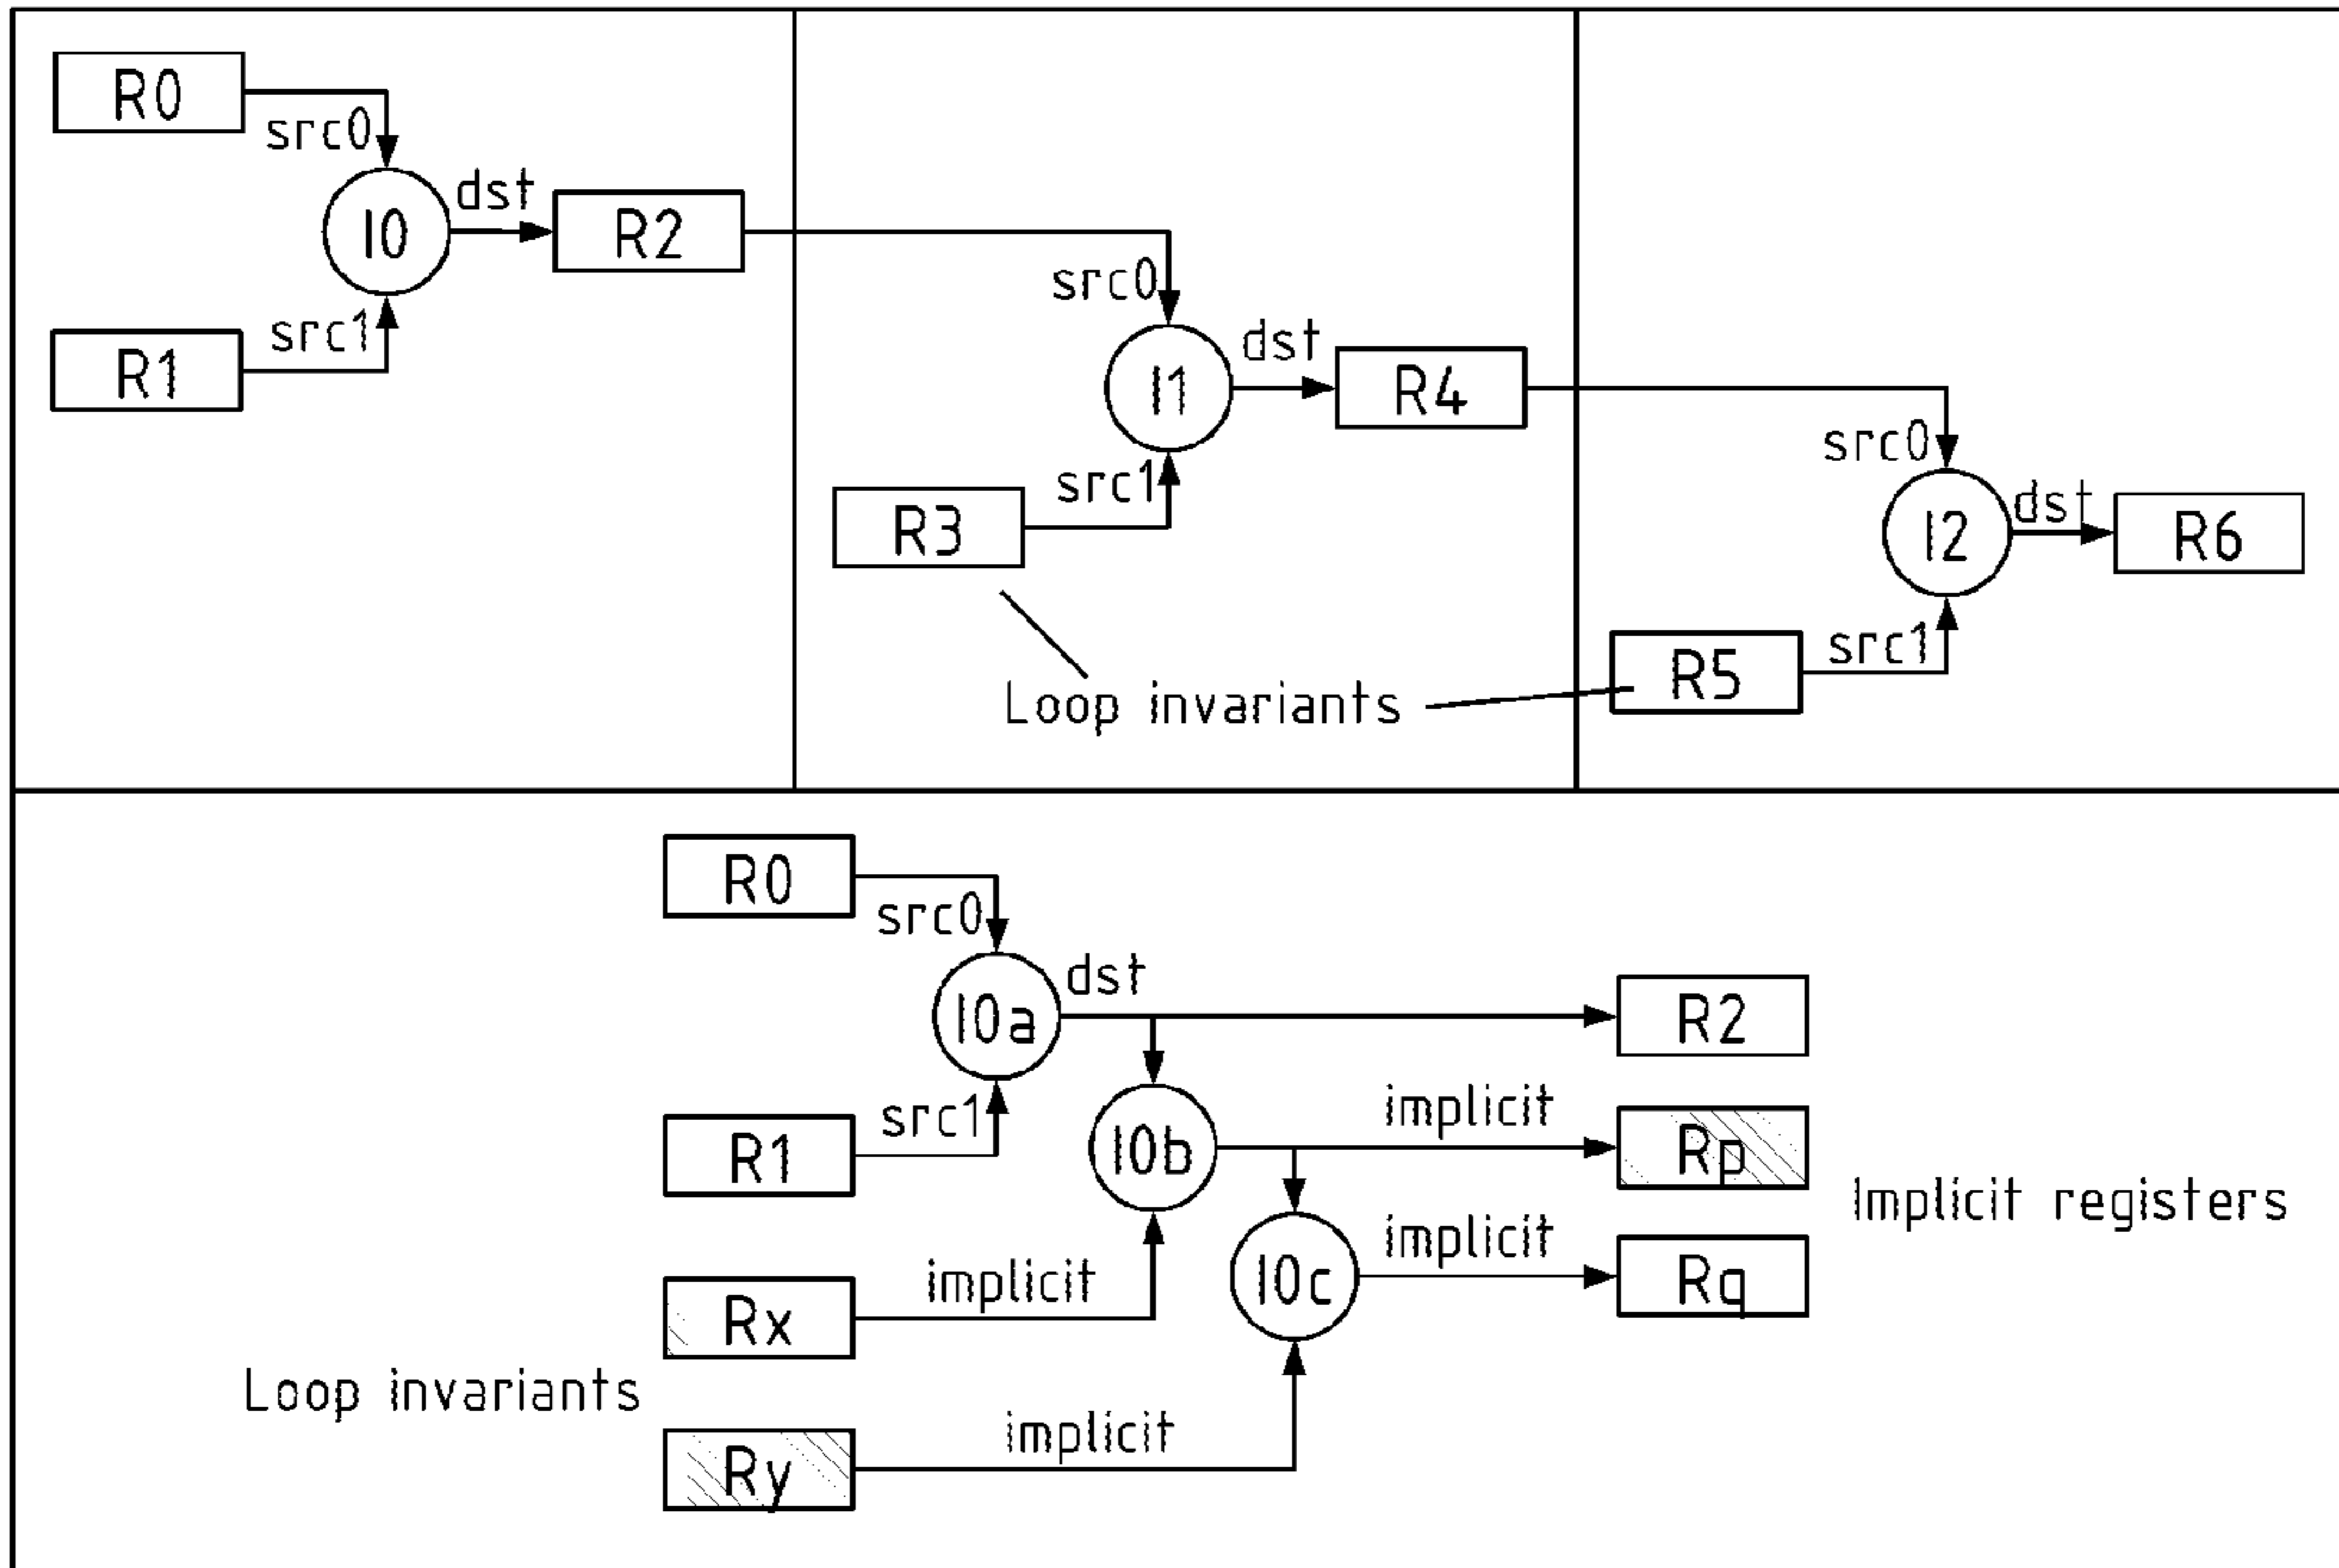 R0
src0
I0
dst
R2
src1
R1
src0
I1
dst
R4
src1
R3
Loop invariants
src0
I2
dst
R6
src1
R5
R0
src0
I0a
dst
R2
src1
R1
I0b
implicit
Rp
Implicit registers
implicit
Rx
I0c
implicit
Rq
Loop invariants
implicit
Ry